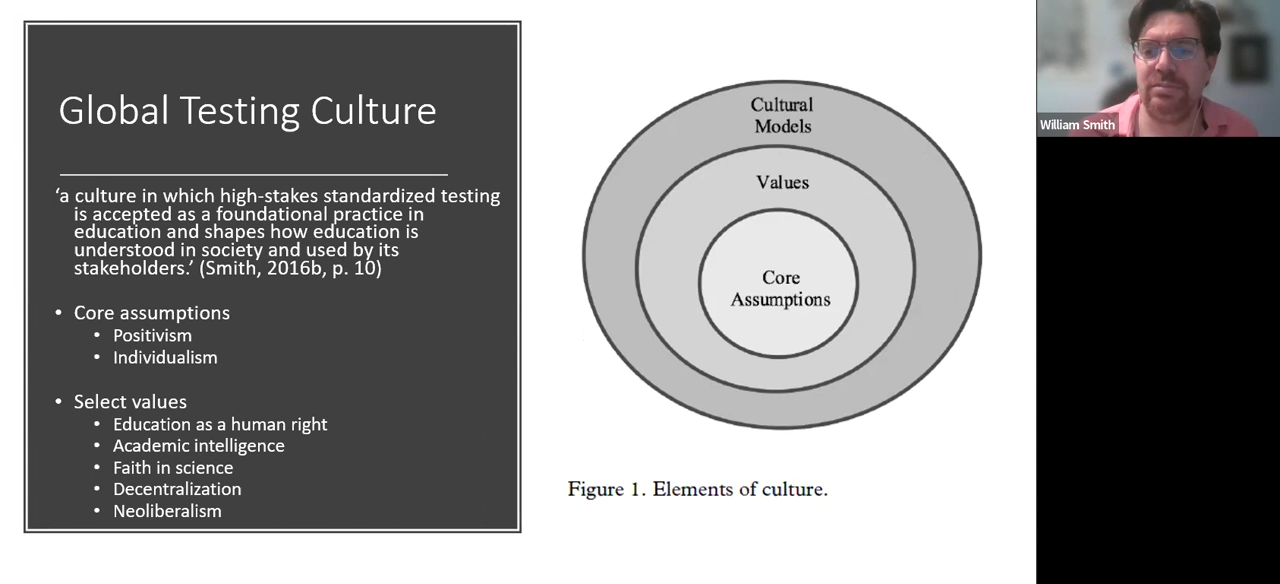 Global Testing Culture
‘a culture in which high-stakes standardized testing
is accepted as a foundational practice in
education and shapes how education is
understood in society and used by its
stakeholders.’ (Smith, 2016b, p. 10)
• Core assumptions
• Positivism
• Individualism
• Select values
• Education as a human right
• Academic intelligence
• Faith in science
• Decentralization
• Neoliberalism
Cultural
Models
Values
Core
Assumptions
Figure 1. Elements of culture.
William Smith